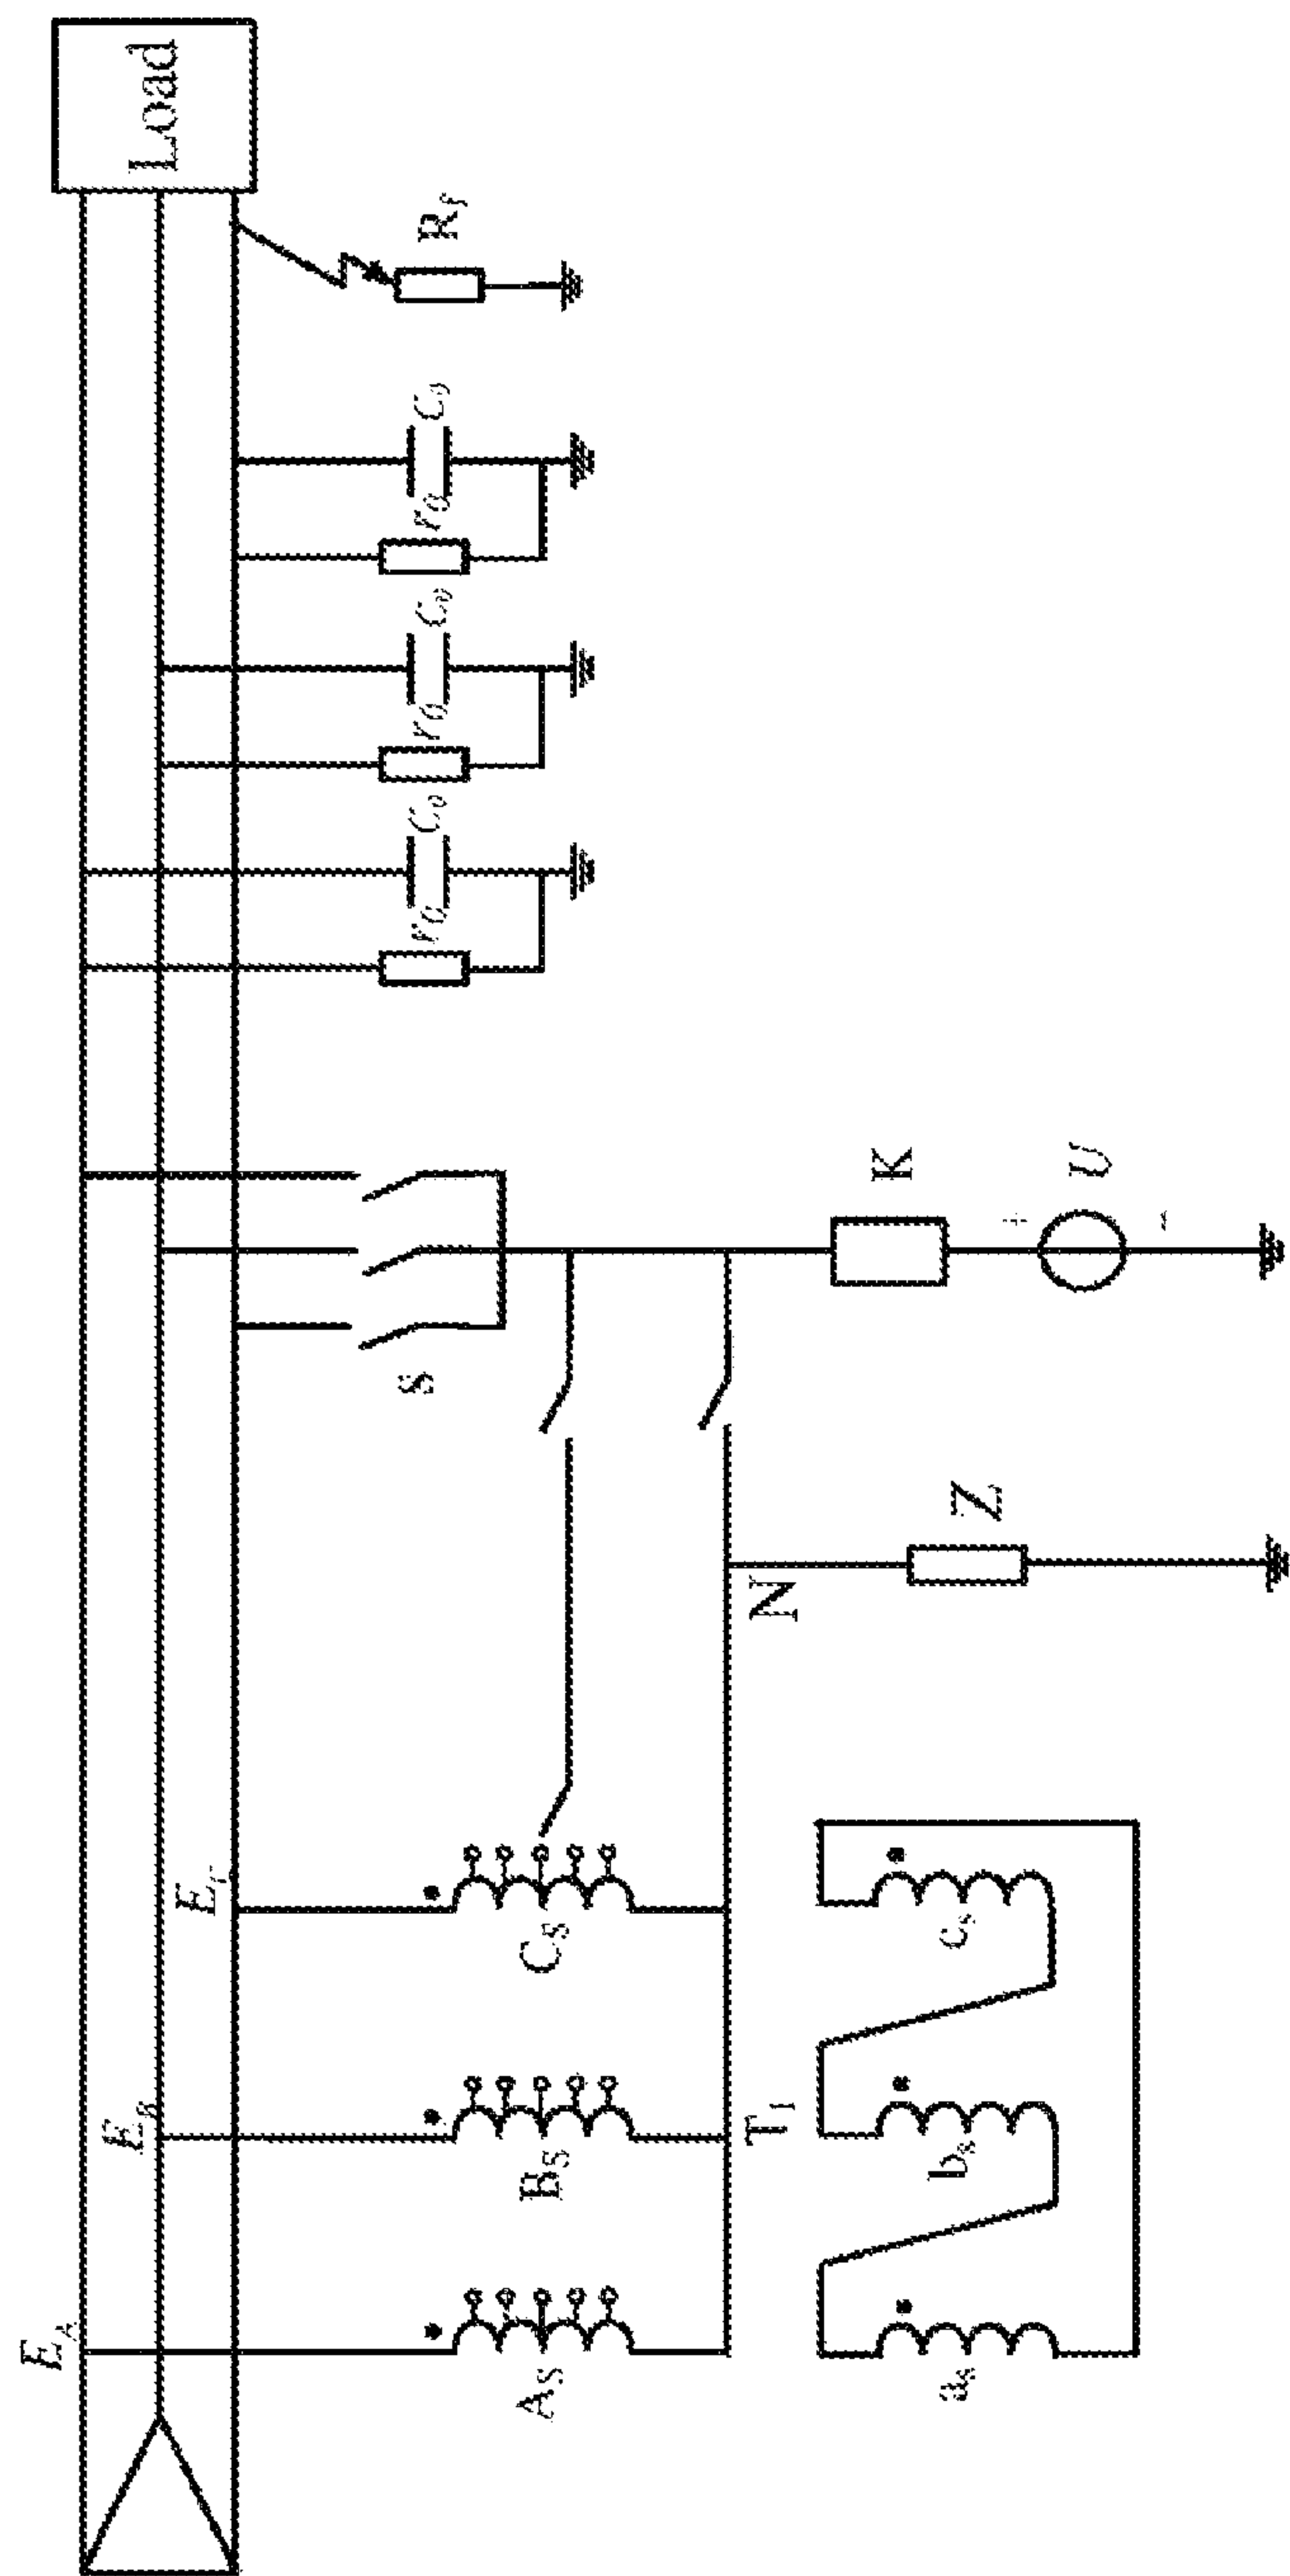 E_A
E_B
E_C
Load
A_S
B_S
C_S
S
r_0
C_0
r_0
C_0
r_0
C_0
R_f
N
Z
K
+
U
-
T_1
a_s
b_s
c_s